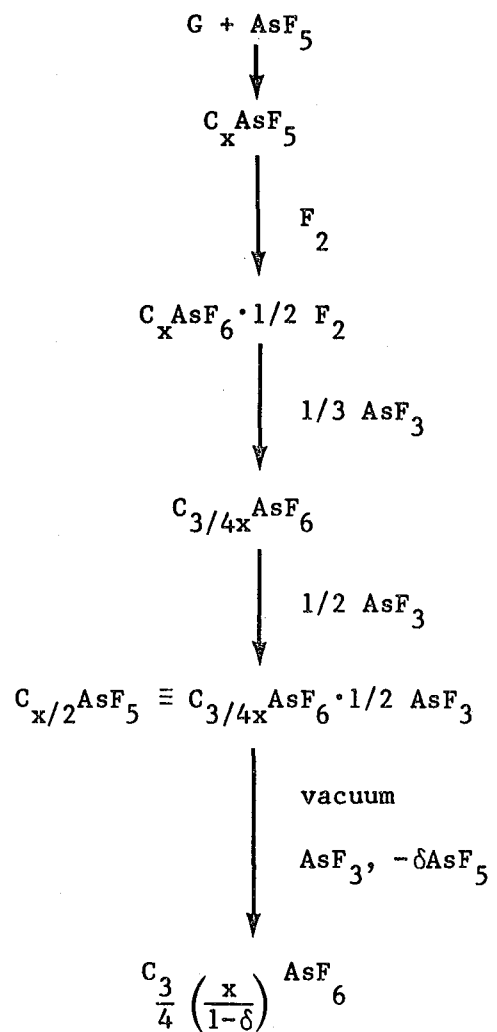 G + AsF5
CxAsF5
F2
CxAsF6·1/2 F2
1/3 AsF3
C3/4xAsF6
1/2 AsF3
Cx/2AsF5 ≡ C3/4xAsF6·1/2 AsF3
vacuum
AsF3, -δAsF5
C3/4(x/1-δ) AsF6